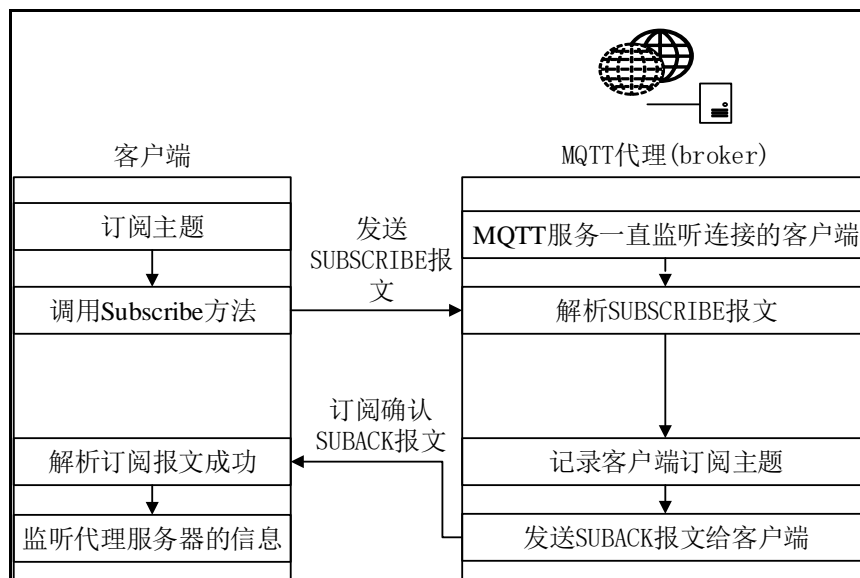 客户端
MQTT代理(broker)
订阅主题
发送
SUBSCRIBE报
文
MQTT服务一直监听连接的客户端
调用Subscribe方法
解析SUBSCRIBE报文
订阅确认
SUBACK报文
解析订阅报文成功
记录客户端订阅主题
监听代理服务器的信息
发送SUBACK报文给客户端